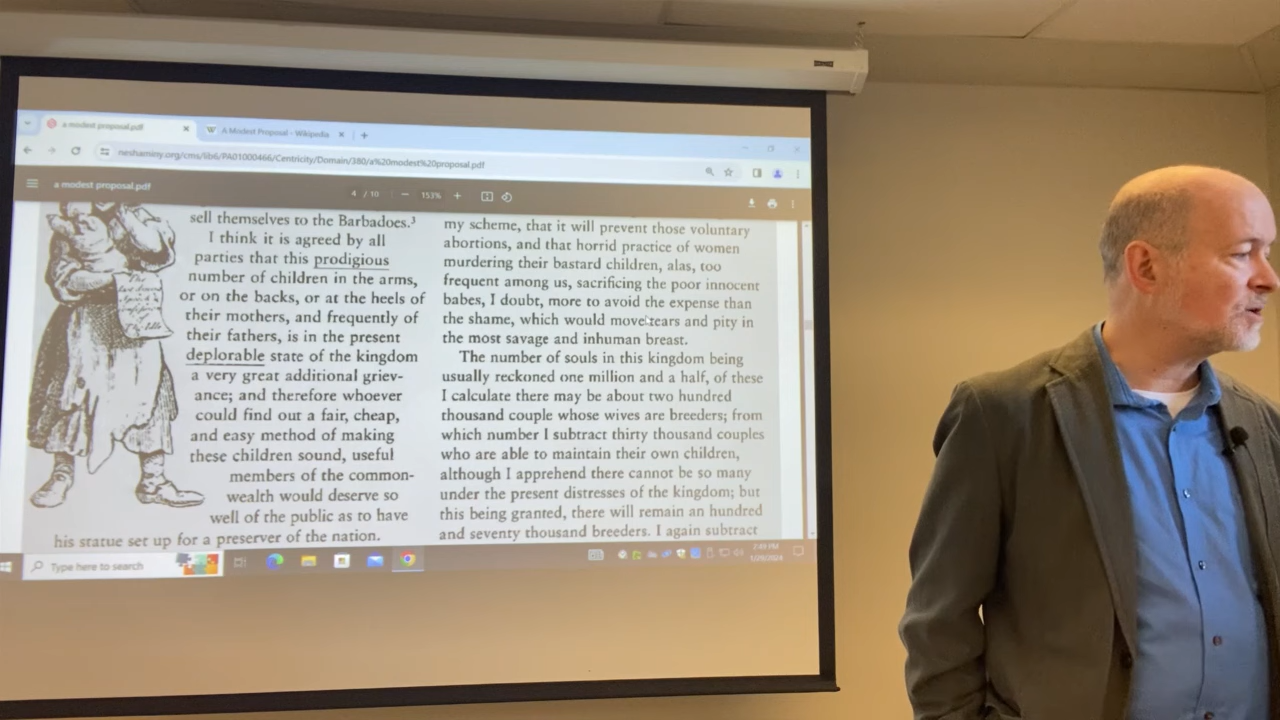 a modest proposal.pdf
A Modest Proposal - Wikipedia
neshaminy.org/cms/lib6/PA01000466/Centricity/Domain/380/a%20modest%20proposal.pdf
a modest proposal.pdf
4 / 10
153%
sell themselves to the Barbadoes.³
I think it is agreed by all
parties that this prodigious
number of children in the arms,
or on the backs, or at the heels of
their mothers, and frequently of
their fathers, is in the present
deplorable state of the kingdom
a very great additional griev-
ance; and therefore whoever
could find out a fair, cheap,
and easy method of making
these children sound, useful
members of the common-
wealth would deserve so
well of the public as to have
his statue set up for a preserver of the nation.
my scheme, that it will prevent those voluntary
abortions, and that horrid practice of women
murdering their bastard children, alas, too
frequent among us, sacrificing the poor innocent
babes, I doubt, more to avoid the expense than
the shame, which would move tears and pity in
the most savage and inhuman breast.
The number of souls in this kingdom being
usually reckoned one million and a half, of these
I calculate there may be about two hundred
thousand couple whose wives are breeders; from
which number I subtract thirty thousand couples
who are able to maintain their own children,
although I apprehend there cannot be so many
under the present distresses of the kingdom; but
this being granted, there will remain an hundred
and seventy thousand breeders. I again subtract
Type here to search
7:49 PM